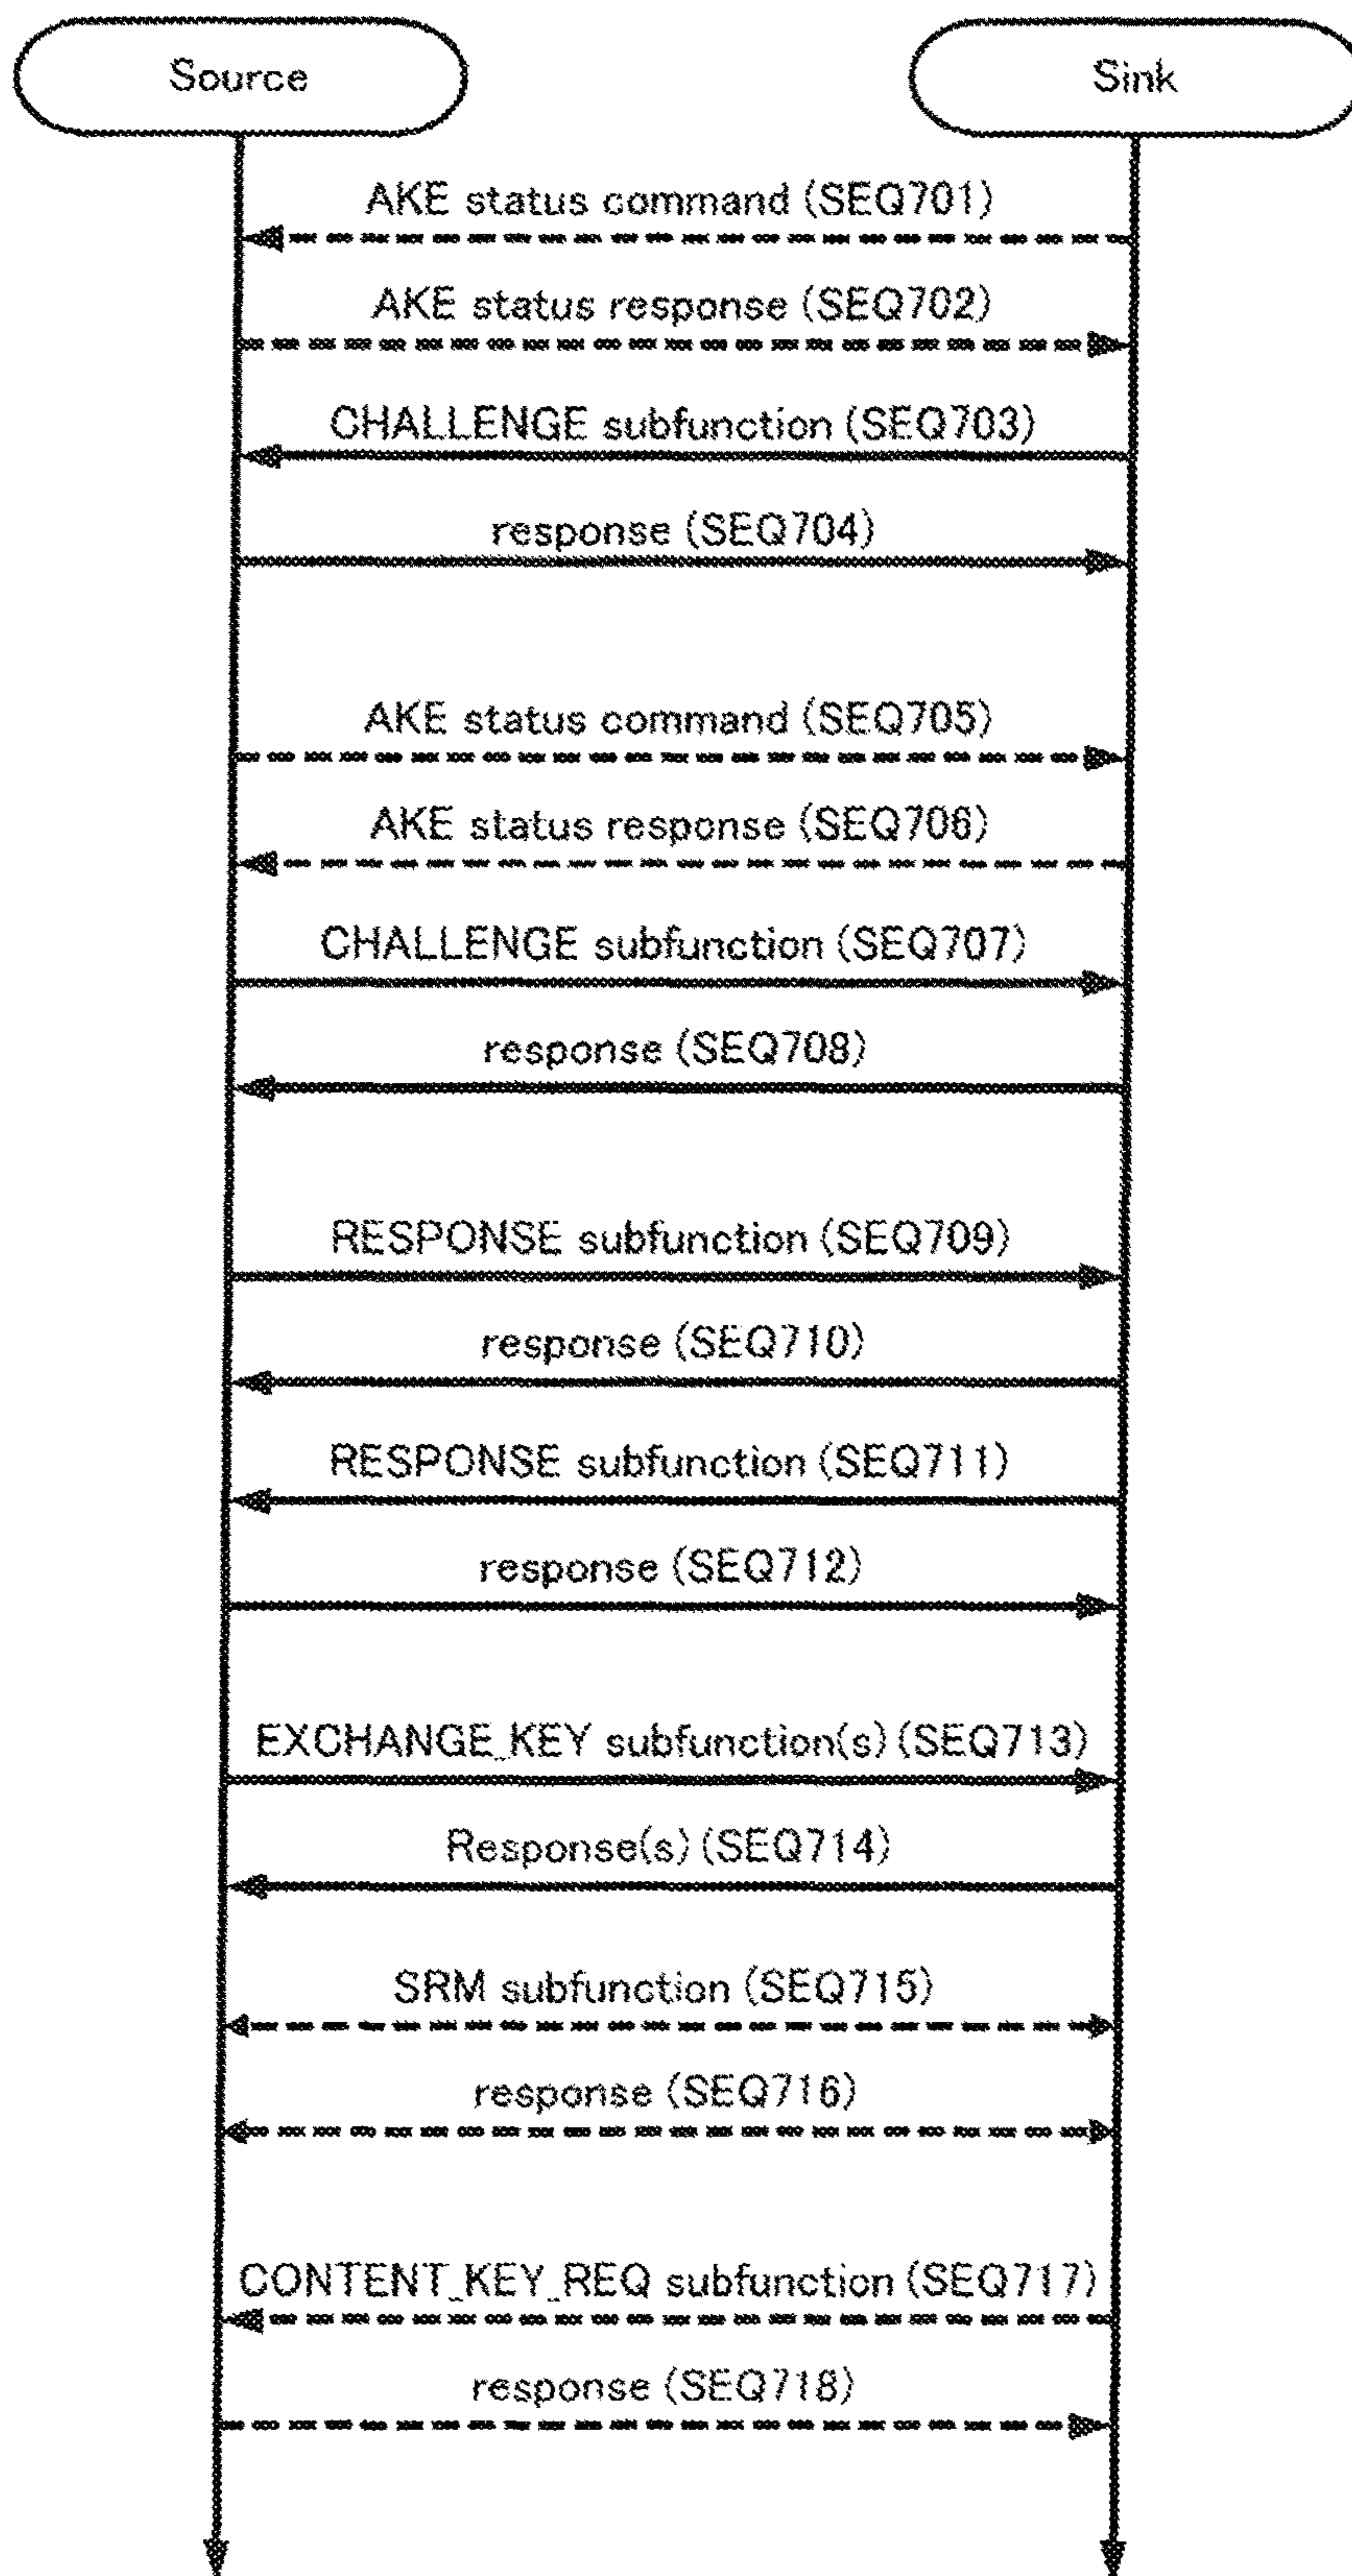 Source
Sink
AKE status command (SEQ701)
AKE status response (SEQ702)
CHALLENGE subfunction (SEQ703)
response (SEQ704)
AKE status command (SEQ705)
AKE status response (SEQ706)
CHALLENGE subfunction (SEQ707)
response (SEQ708)
RESPONSE subfunction (SEQ709)
response (SEQ710)
RESPONSE subfunction (SEQ711)
response (SEQ712)
EXCHANGE_KEY subfunction(s) (SEQ713)
Response(s) (SEQ714)
SRM subfunction (SEQ715)
response (SEQ716)
CONTENT_KEY_REQ subfunction (SEQ717)
response (SEQ718)